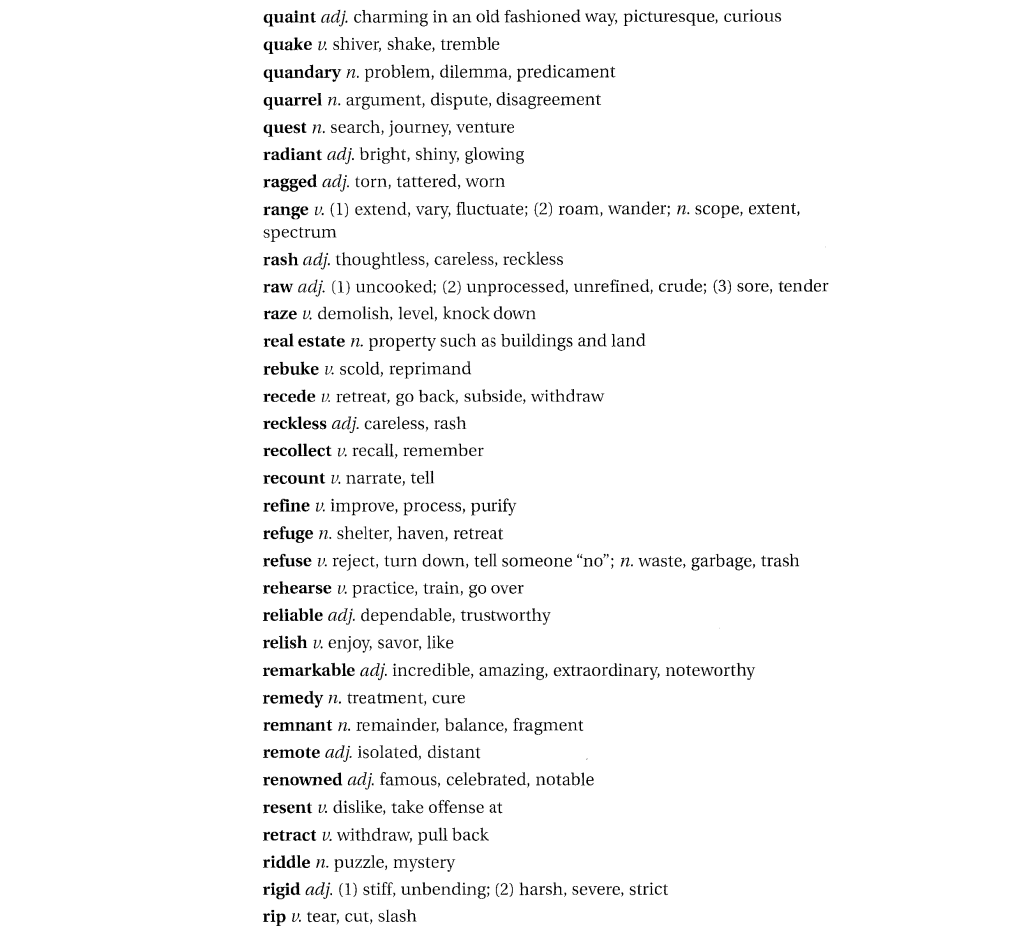 quaint adj. charming in an old fashioned way, picturesque, curious
quake v. shiver, shake, tremble
quandary n. problem, dilemma, predicament
quarrel n. argument, dispute, disagreement
quest n. search, journey, venture
radiant adj. bright, shiny, glowing
ragged adj. torn, tattered, worn
range v. (1) extend, vary, fluctuate; (2) roam, wander; n. scope, extent,
spectrum
rash adj. thoughtless, careless, reckless
raw adj. (1) uncooked; (2) unprocessed, unrefined, crude; (3) sore, tender
raze v. demolish, level, knock down
real estate n. property such as buildings and land
rebuke v. scold, reprimand
recede v. retreat, go back, subside, withdraw
reckless adj. careless, rash
recollect v. recall, remember
recount v. narrate, tell
refine v. improve, process, purify
refuge n. shelter, haven, retreat
refuse v. reject, turn down, tell someone “no”; n. waste, garbage, trash
rehearse v. practice, train, go over
reliable adj. dependable, trustworthy
relish v. enjoy, savor, like
remarkable adj. incredible, amazing, extraordinary, noteworthy
remedy n. treatment, cure
remnant n. remainder, balance, fragment
remote adj. isolated, distant
renowned adj. famous, celebrated, notable
resent v. dislike, take offense at
retract v. withdraw, pull back
riddle n. puzzle, mystery
rigid adj. (1) stiff, unbending; (2) harsh, severe, strict
rip v. tear, cut, slash